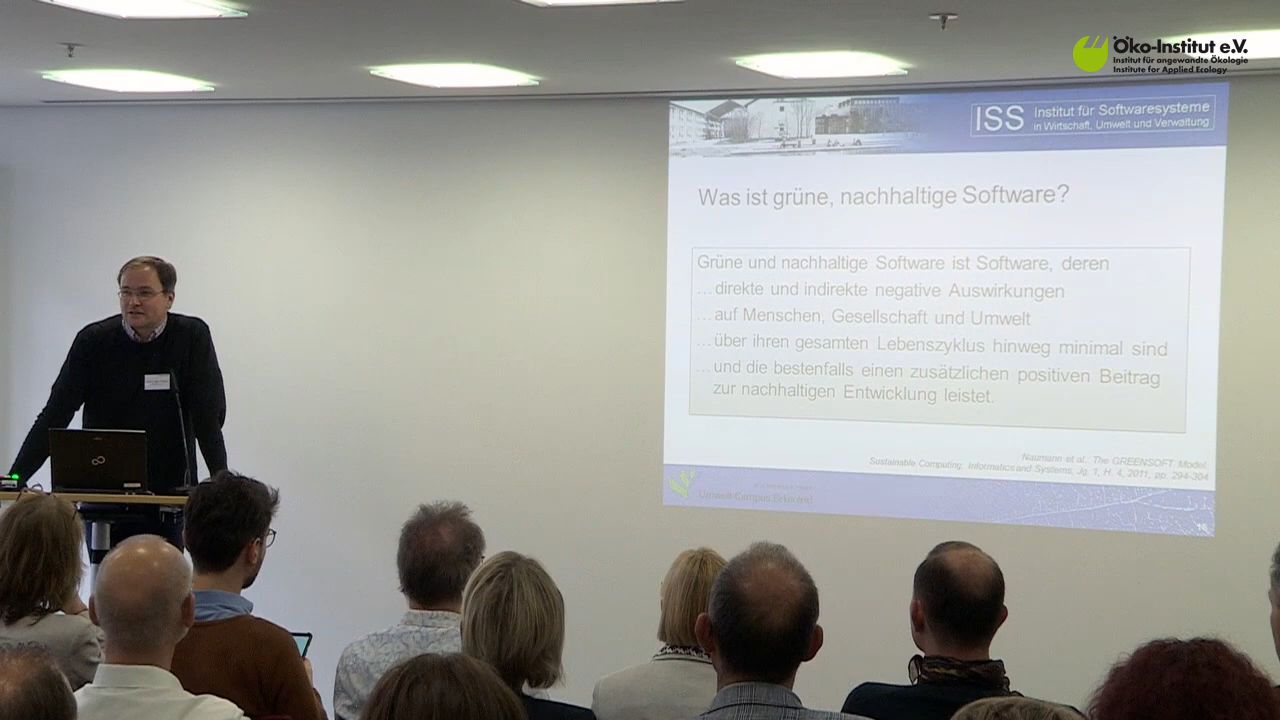 Öko-Institut e.V.
Institut für angewandte Ökologie
Institute for Applied Ecology
ISS Institut für Softwaresysteme
in Wirtschaft, Umwelt und Verwaltung
Was ist grüne, nachhaltige Software?
Grüne und nachhaltige Software ist Software, deren
... direkte und indirekte negative Auswirkungen
... auf Menschen, Gesellschaft und Umwelt
... über ihren gesamten Lebenszyklus hinweg minimal sind
... und die bestenfalls einen zusätzlichen positiven Beitrag
zur nachhaltigen Entwicklung leistet.
Naumann et al., The GREENSOFT Model,
Sustainable Computing: Informatics and Systems, Jg. 1, H. 4, 2011, pp. 294-304
Umwelt-Campus Birkenfeld